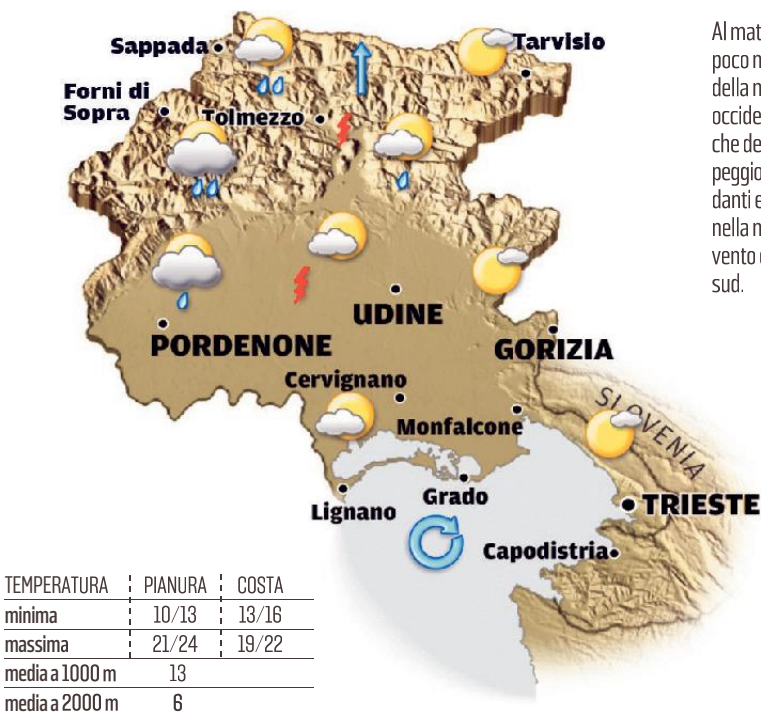 Sappada
Tarvisio
Forni di
Sopra
Tolmezzo
UDINE
PORDENONE
GORIZIA
Cervignano
SLOVENIA
Monfalcone
Lignano
Grado
TRIESTE
Capodistria
TEMPERATURA PIANURA COSTA
minima 10/13 13/16
massima 21/24 19/22
media a 1000 m 13
media a 2000 m 6
Al mat
poco
della
occide
che de
peggio
danti
nella
vento
sud.